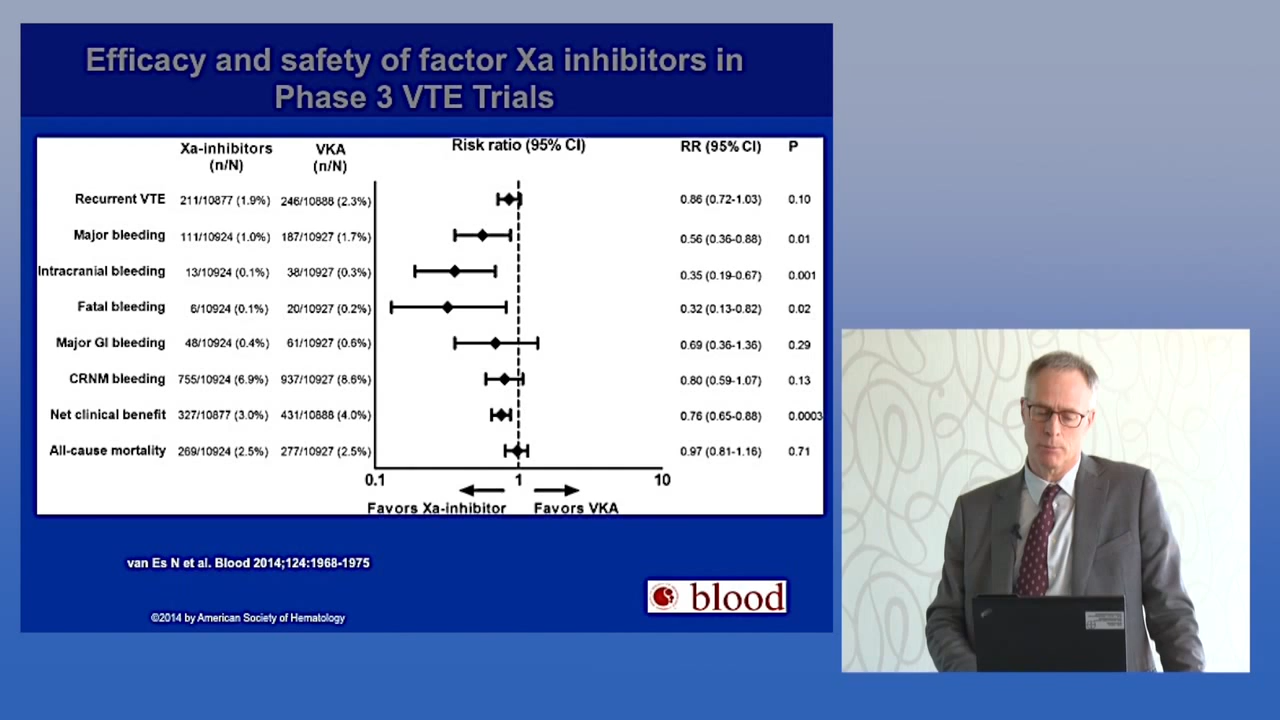 Efficacy and safety of factor Xa inhibitors in
Phase 3 VTE Trials
Xa-inhibitors (n/N) VKA (n/N) Risk ratio (95% CI) RR (95% CI) P
Recurrent VTE 211/10877 (1.9%) 246/10888 (2.3%) 0.86 (0.72-1.03) 0.10
Major bleeding 111/10924 (1.0%) 187/10927 (1.7%) 0.56 (0.36-0.88) 0.01
Intracranial bleeding 13/10924 (0.1%) 38/10927 (0.3%) 0.35 (0.19-0.67) 0.001
Fatal bleeding 6/10924 (0.1%) 20/10927 (0.2%) 0.32 (0.13-0.82) 0.02
Major GI bleeding 48/10924 (0.4%) 61/10927 (0.6%) 0.69 (0.36-1.36) 0.29
CRNM bleeding 755/10924 (6.9%) 937/10927 (8.6%) 0.80 (0.59-1.07) 0.13
Net clinical benefit 327/10877 (3.0%) 431/10888 (4.0%) 0.76 (0.65-0.88) 0.0003
All-cause mortality 269/10924 (2.5%) 277/10927 (2.5%) 0.97 (0.81-1.16) 0.71
0.1 1 10
Favors Xa-inhibitor Favors VKA
van Es N et al. Blood 2014;124:1968-1975
blood
©2014 by American Society of Hematology